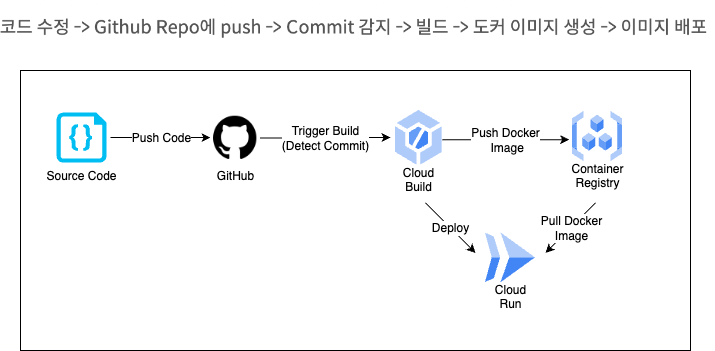 코드 수정 -> Github Repo에 push -> Commit 감지 -> 빌드 -> 도커 이미지 생성 -> 이미지 배포
Push Code
Trigger Build
(Detect Commit)
Push Docker
Image
Source Code
GitHub
Cloud
Build
Container
Registry
Deploy
Pull Docker
Image
Cloud
Run